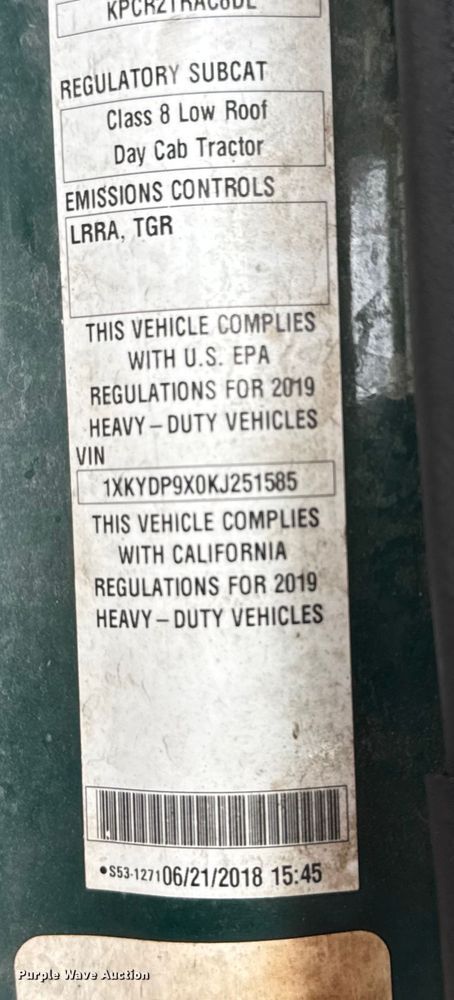 REGULATORY SUBCAT
Class 8 Low Roof
Day Cab Tractor
EMISSIONS CONTROLS
LRRA, TGR
THIS VEHICLE COMPLIES
WITH U.S. EPA
REGULATIONS FOR 2019
HEAVY-DUTY VEHICLES
VIN
1XKYDP9X0KJ251585
THIS VEHICLE COMPLIES
WITH CALIFORNIA
REGULATIONS FOR 2019
HEAVY-DUTY VEHICLES
•S53-1271 06/21/2018 15:45
Purple Wave Auction